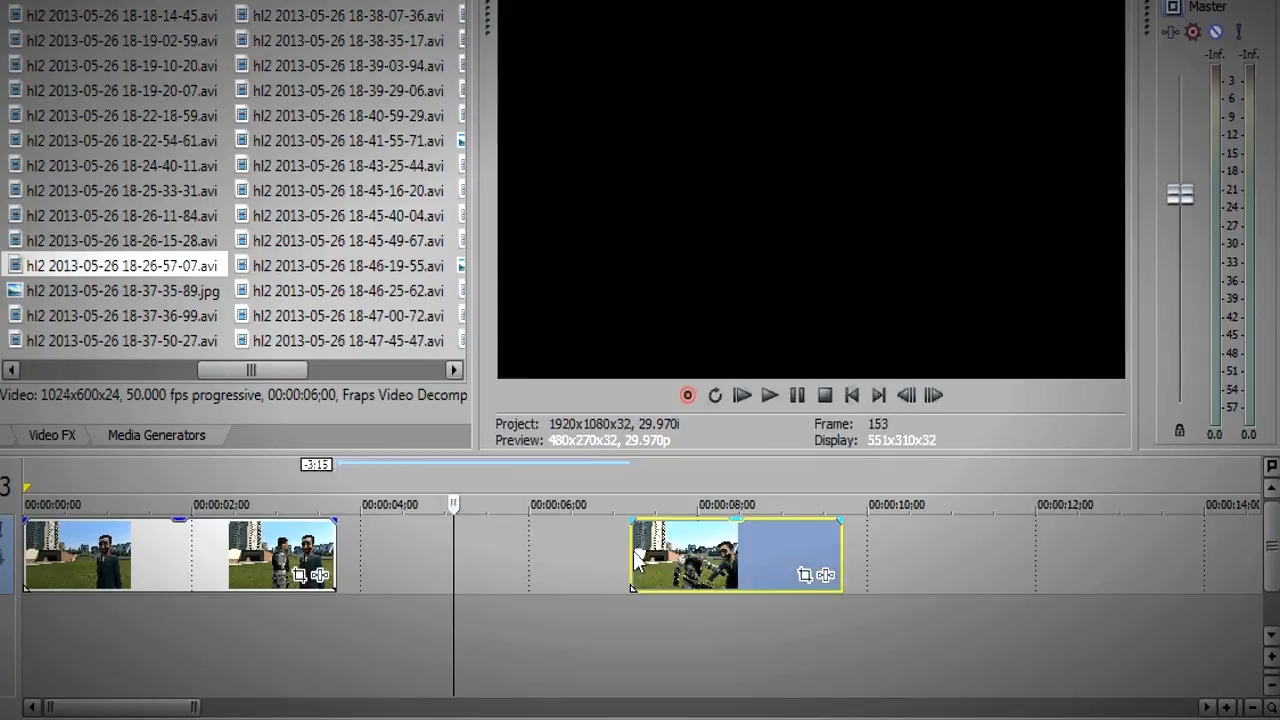 hl2 2013-05-26 18-18-14-45.avi
hl2 2013-05-26 18-19-02-59.avi
hl2 2013-05-26 18-19-10-20.avi
hl2 2013-05-26 18-19-20-07.avi
hl2 2013-05-26 18-22-18-59.avi
hl2 2013-05-26 18-22-54-61.avi
hl2 2013-05-26 18-24-40-11.avi
hl2 2013-05-26 18-25-33-31.avi
hl2 2013-05-26 18-26-11-84.avi
hl2 2013-05-26 18-26-15-28.avi
hl2 2013-05-26 18-26-57-07.avi
hl2 2013-05-26 18-37-35-89.jpg
hl2 2013-05-26 18-37-36-99.avi
hl2 2013-05-26 18-37-50-27.avi
hl2 2013-05-26 18-38-07-36.avi
hl2 2013-05-26 18-38-35-17.avi
hl2 2013-05-26 18-39-03-94.avi
hl2 2013-05-26 18-39-29-06.avi
hl2 2013-05-26 18-40-59-29.avi
hl2 2013-05-26 18-41-55-71.avi
hl2 2013-05-26 18-43-25-44.avi
hl2 2013-05-26 18-45-16-20.avi
hl2 2013-05-26 18-45-40-04.avi
hl2 2013-05-26 18-45-49-67.avi
hl2 2013-05-26 18-46-19-55.avi
hl2 2013-05-26 18-46-25-62.avi
hl2 2013-05-26 18-47-00-72.avi
hl2 2013-05-26 18-47-45-47.avi
Video: 1024x600x24, 50.000 fps progressive, 00:00:06;00, Fraps Video Decomp
Video FX
Media Generators
Project: 1920x1080x32, 29.970i
Preview: 480x270x32, 29.970p
Frame: 153
Display: 551x310x32
Master
-Inf. -Inf.
3
6
9
12
15
18
21
24
27
30
33
36
39
42
45
48
51
54
57
0.0 0.0
3
-3:15
00:00:00;00
00:00:02;00
00:00:04;00
00:00:06;00
00:00:08;00
00:00:10;00
00:00:12;00
00:00:14;00